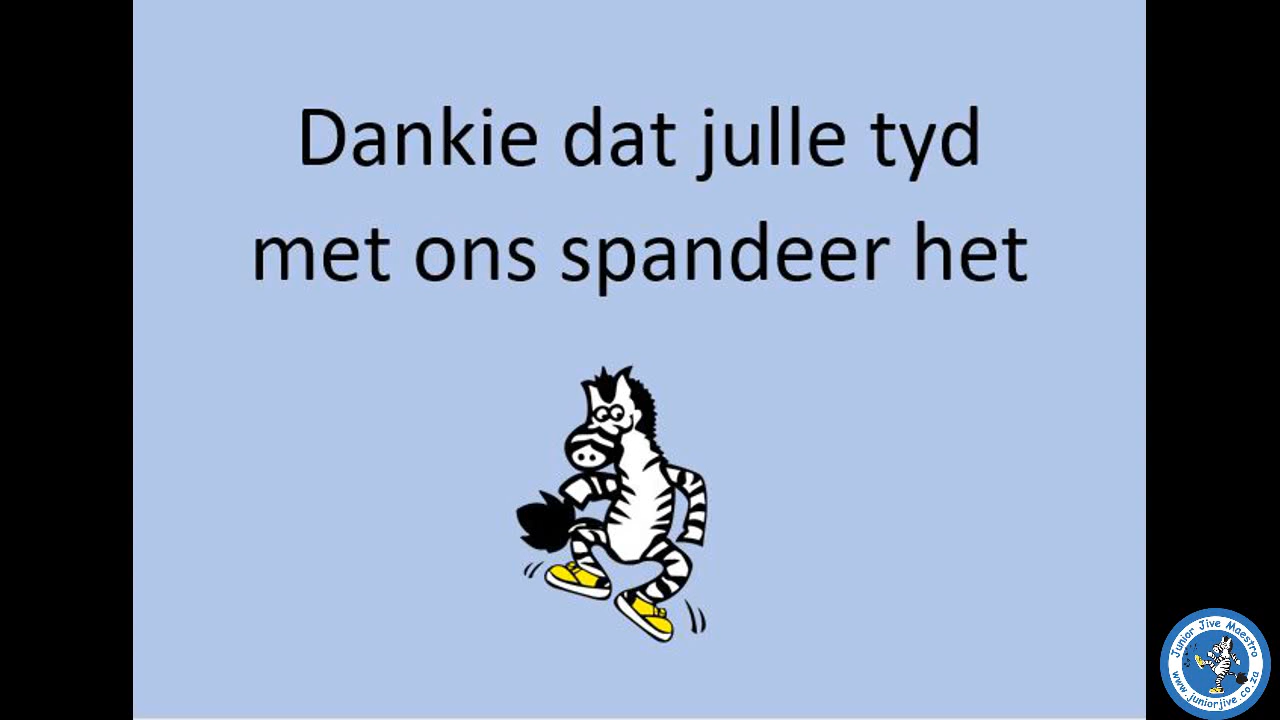 Dankie dat julle tyd
met ons spandeer het
Junior Jive Maestro
www.juniorjive.co.za